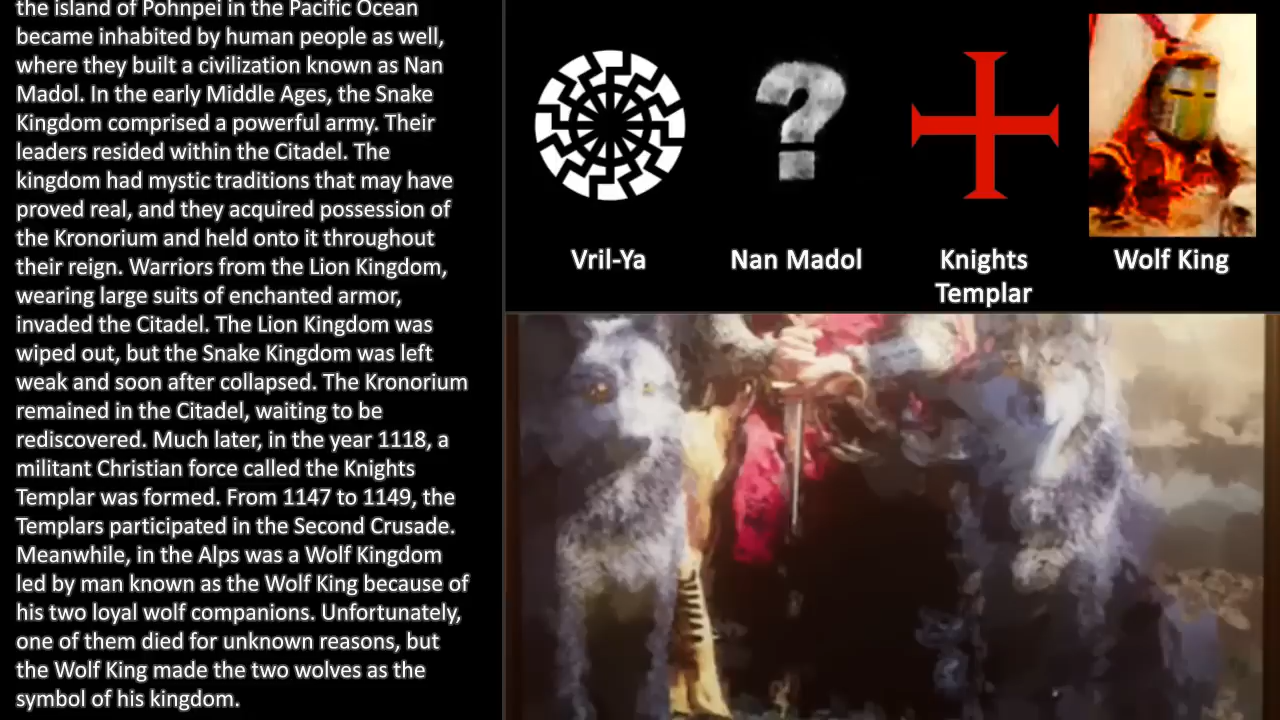 the island of Pohnpei in the Pacific Ocean
became inhabited by human people as well,
where they built a civilization known as Nan
Madol. In the early Middle Ages, the Snake
Kingdom comprised a powerful army. Their
leaders resided within the Citadel. The
kingdom had mystic traditions that may have
proved real, and they acquired possession of
the Kronorium and held onto it throughout
their reign. Warriors from the Lion Kingdom,
wearing large suits of enchanted armor,
invaded the Citadel. The Lion Kingdom was
wiped out, but the Snake Kingdom was left
weak and soon after collapsed. The Kronorium
remained in the Citadel, waiting to be
rediscovered. Much later, in the year 1118, a
militant Christian force called the Knights
Templar was formed. From 1147 to 1149, the
Templars participated in the Second Crusade.
Meanwhile, in the Alps was a Wolf Kingdom
led by man known as the Wolf King because of
his two loyal wolf companions. Unfortunately,
one of them died for unknown reasons, but
the Wolf King made the two wolves as the
symbol of his kingdom.
?
Vril-Ya
Nan Madol
Knights
Templar
Wolf King